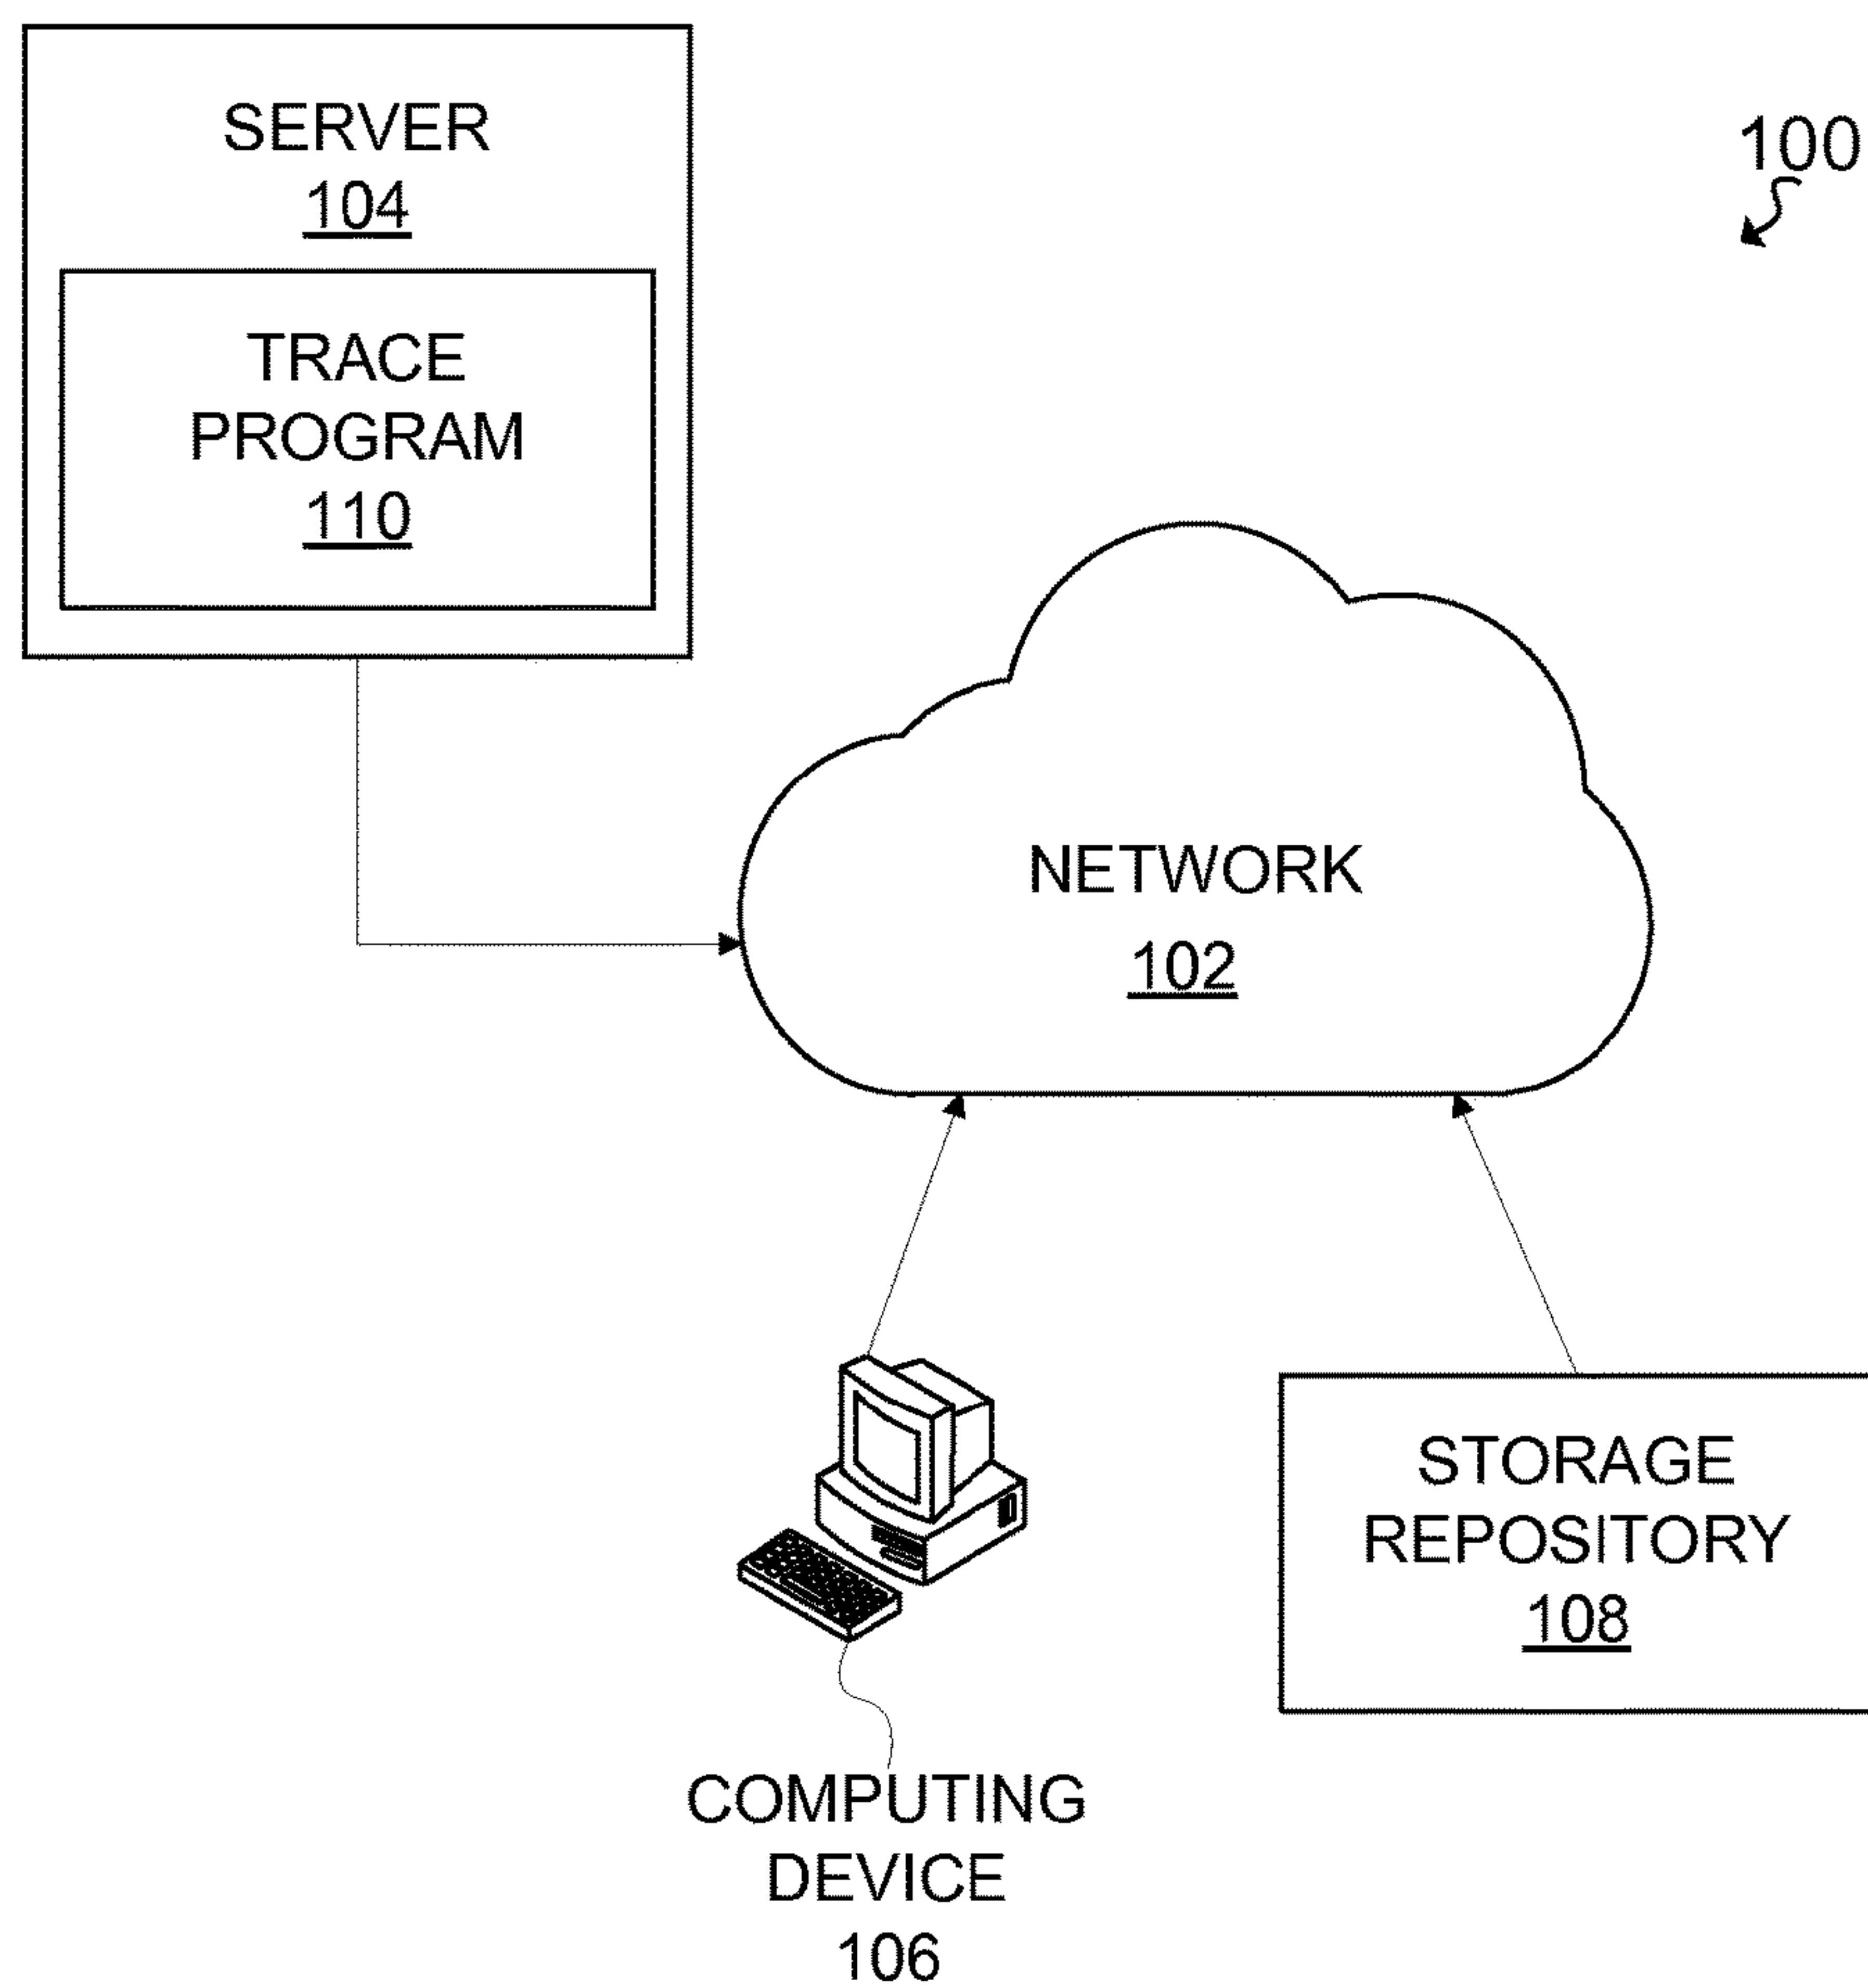 SERVER
104
TRACE
PROGRAM
110
100
NETWORK
102
STORAGE
REPOSITORY
108
COMPUTING
DEVICE
106